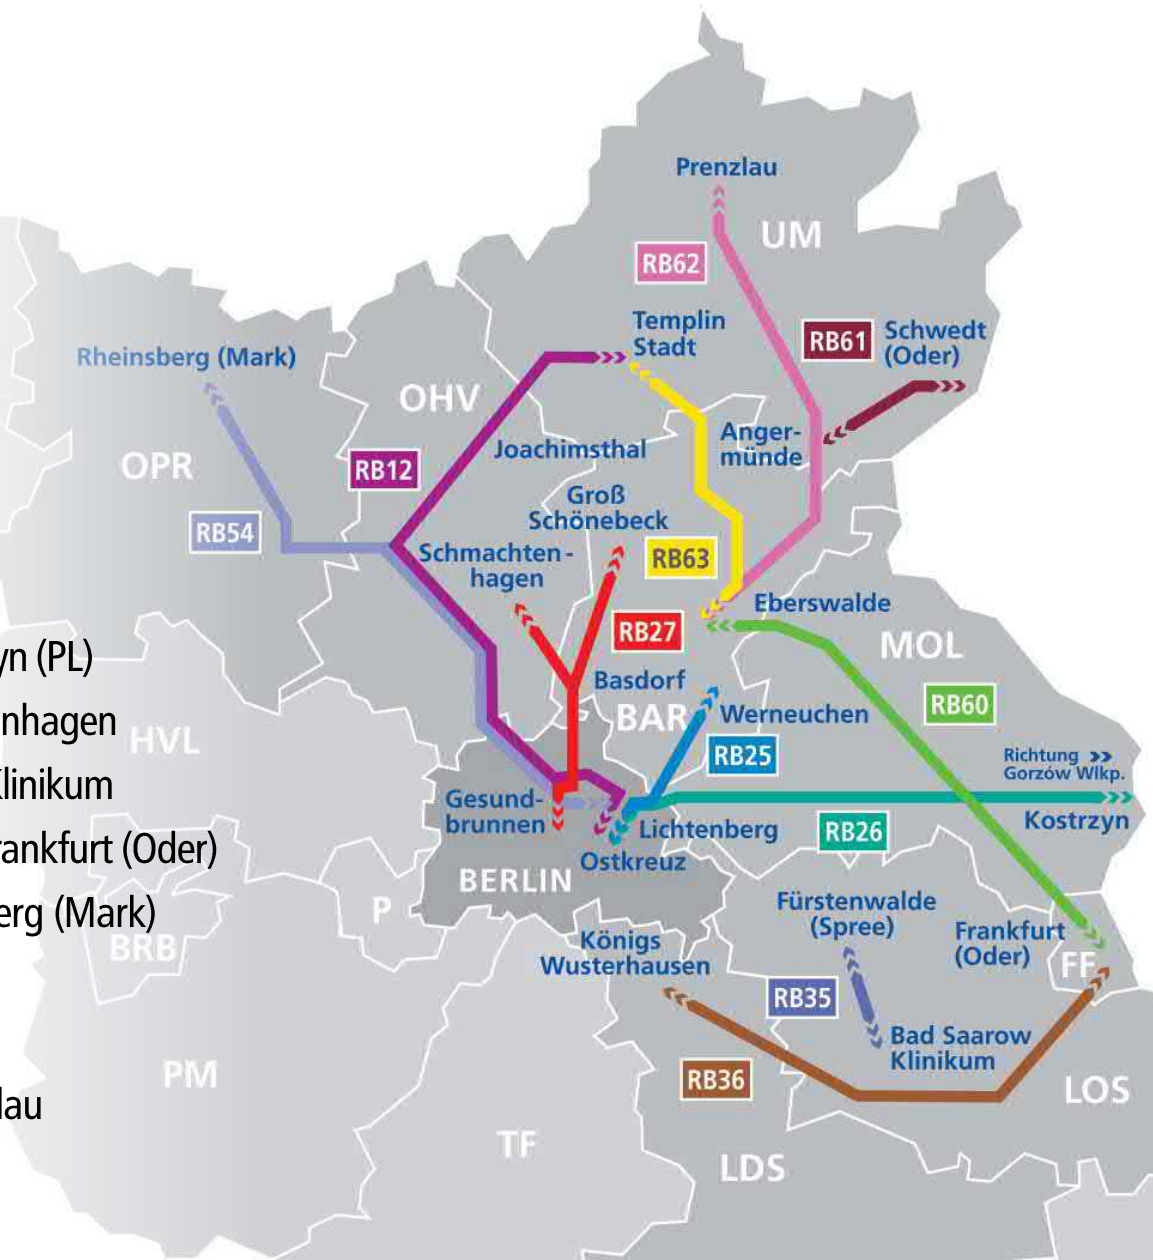 Prenzlau
UM
RB62
Templin
Stadt
RB61
Schwedt
(Oder)
Rheinsberg (Mark)
OHV
Anger-
münde
Joachimsthal
OPR
RB12
Groß
Schönebeck
RB54
Schmachten-
hagen
RB63
Eberswalde
RB27
MOL
yn (PL)
Basdorf
RB60
nhagen
BAR
Werneuchen
HVL
RB25
Richtung
Gorzów Wlkp.
Klinikum
Gesund-
brunnen
Lichtenberg
RB26
Kostrzyn
rankfurt (Oder)
Ostkreuz
BERLIN
P
Fürstenwalde
(Spree)
erg (Mark)
BRB
Königs
Wusterhausen
Frankfurt
(Oder)
FF
RB35
Bad Saarow
Klinikum
PM
RB36
LOS
lau
TF
LDS